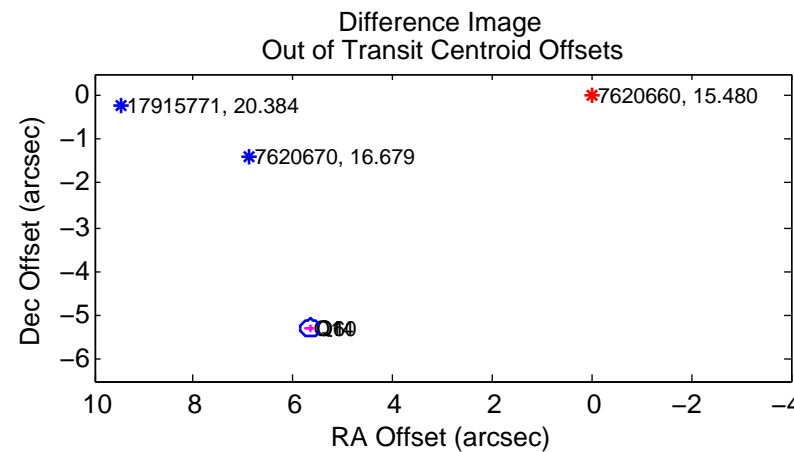 Difference Image
Out of Transit Centroid Offsets
Dec Offset (arcsec)
0
−1
−2
−3
−4
−5
−6
17915771, 20.384
7620660, 15.480
7620670, 16.679
10 8 6 4 2 0 −2 −4
RA Offset (arcsec)